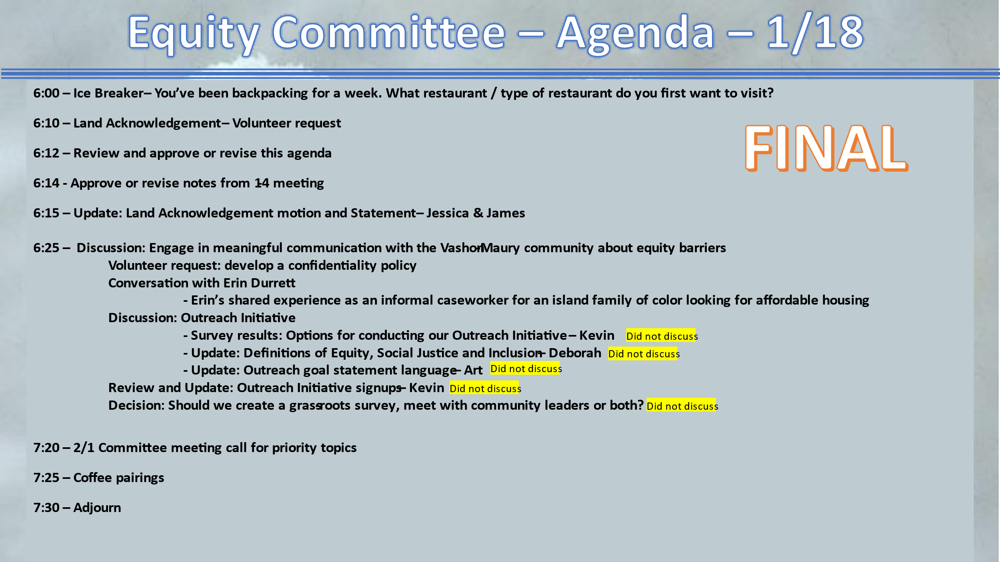 Equity Committee – Agenda – 1/18
6:00 – Ice Breaker – You’ve been backpacking for a week. What restaurant / type of restaurant do you first want to visit?
6:10 – Land Acknowledgement – Volunteer request
FINAL
6:12 – Review and approve or revise this agenda
6:14 - Approve or revise notes from 1-4 meeting
6:15 – Update: Land Acknowledgement motion and Statement – Jessica & James
6:25 – Discussion: Engage in meaningful communication with the Vashon-Maury community about equity barriers
Volunteer request: develop a confidentiality policy
Conversation with Erin Durrett
- Erin’s shared experience as an informal caseworker for an island family of color looking for affordable housing
Discussion: Outreach Initiative
- Survey results: Options for conducting our Outreach Initiative – Kevin Did not discuss
- Update: Definitions of Equity, Social Justice and Inclusion – Deborah Did not discuss
- Update: Outreach goal statement language – Art Did not discuss
Review and Update: Outreach Initiative signups – Kevin Did not discuss
Decision: Should we create a grass-roots survey, meet with community leaders or both? Did not discuss
7:20 – 2/1 Committee meeting call for priority topics
7:25 – Coffee pairings
7:30 – Adjourn